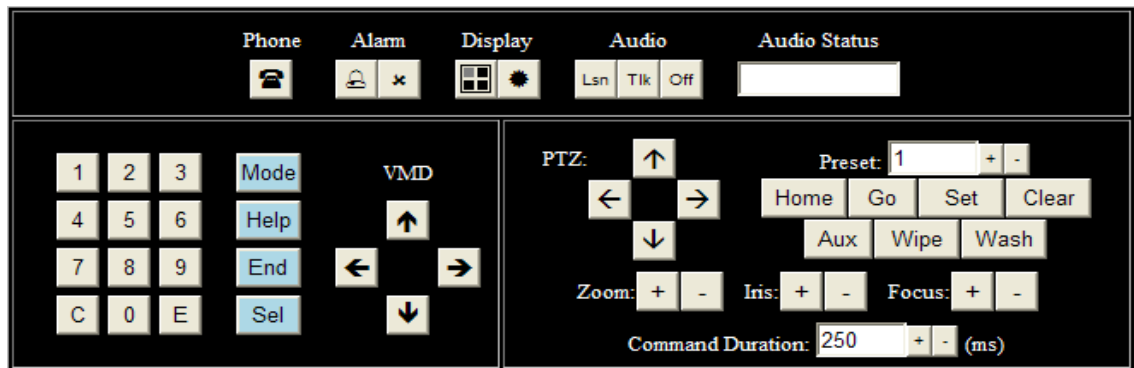 Phone Alarm Display Audio Audio Status
Lsn Tlk Off
1 2 3 Mode VMD
4 5 6 Help
7 8 9 End
C 0 E Sel
PTZ: Preset: 1 + -
Home Go Set Clear
Aux Wipe Wash
Zoom: + - Iris: + - Focus: + -
Command Duration: 250 + - (ms)